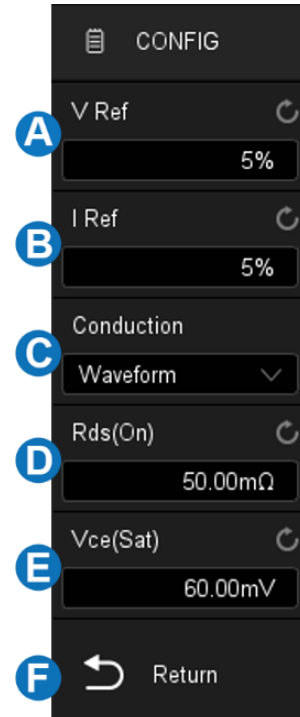 CONFIG
A
V Ref
5%
B
I Ref
5%
C
Conduction
Waveform
D
Rds(On)
50.00mΩ
E
Vce(Sat)
60.00mV
F
Return